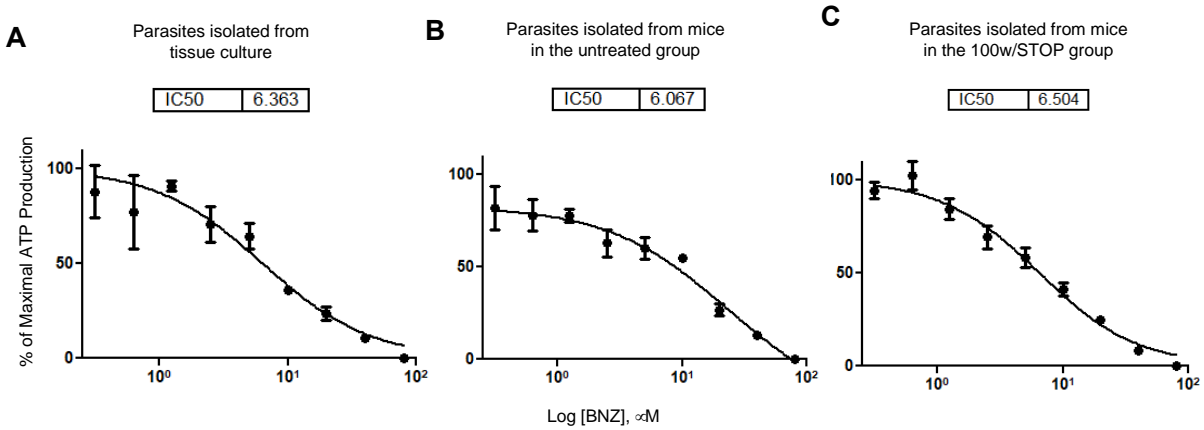 A
Parasites isolated from
tissue culture
IC50 6.363
% of Maximal ATP Production
100
50
0
10⁰ 10¹ 10²
B
Parasites isolated from mice
in the untreated group
IC50 6.067
100
50
0
10⁰ 10¹ 10²
Log [BNZ], ∝M
C
Parasites isolated from mice
in the 100w/STOP group
IC50 6.504
100
50
0
10⁰ 10¹ 10²